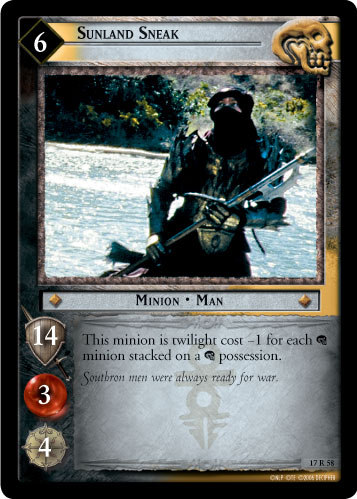 6
Sunland Sneak
Minion • Man
14
This minion is twilight cost –1 for each
minion stacked on a possession.
Southron men were always ready for war.
3
4
17 R 58